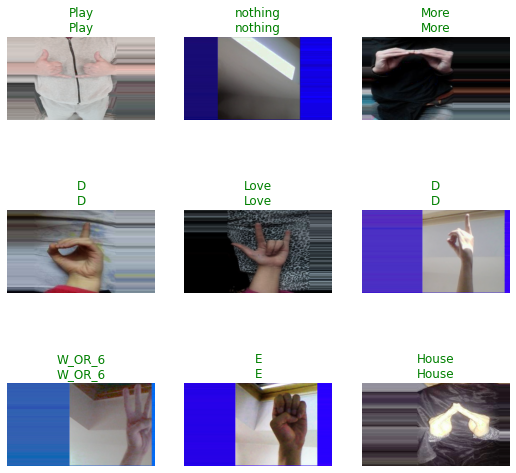 Play
Play
nothing
nothing
More
More
D
D
Love
Love
D
D
W_OR_6
W_OR_6
E
E
House
House